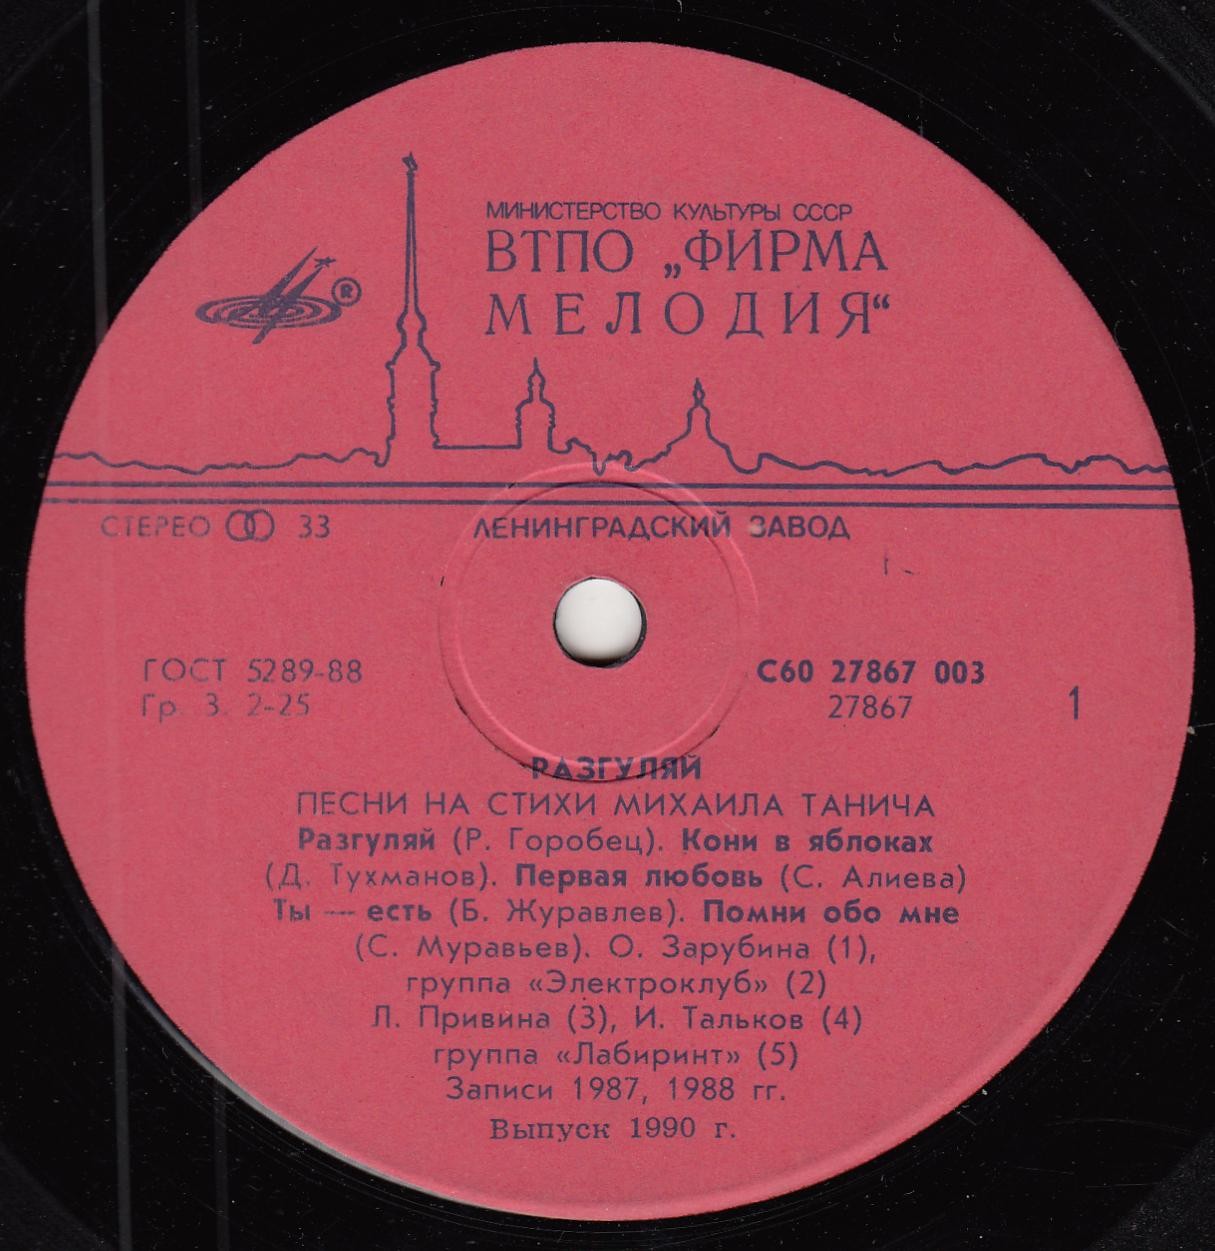 МИНИСТЕРСТВО КУЛЬТУРЫ СССР
ВТПО „ФИРМА
МЕЛОДИЯ“
®
СТЕРЕО 33
ЛЕНИНГРАДСКИЙ ЗАВОД
ГОСТ 5289-88
Гр. 3. 2-25
С60 27867 003
27867
1
РАЗГУЛЯЙ
ПЕСНИ НА СТИХИ МИХАИЛА ТАНИЧА
Разгуляй (Р. Горобец). Кони в яблоках
(Д. Тухманов). Первая любовь (С. Алиева)
Ты — есть (Б. Журавлев). Помни обо мне
(С. Муравьев). О. Зарубина (1),
группа «Электроклуб» (2)
Л. Привина (3), И. Тальков (4)
группа «Лабиринт» (5)
Записи 1987, 1988 гг.
Выпуск 1990 г.